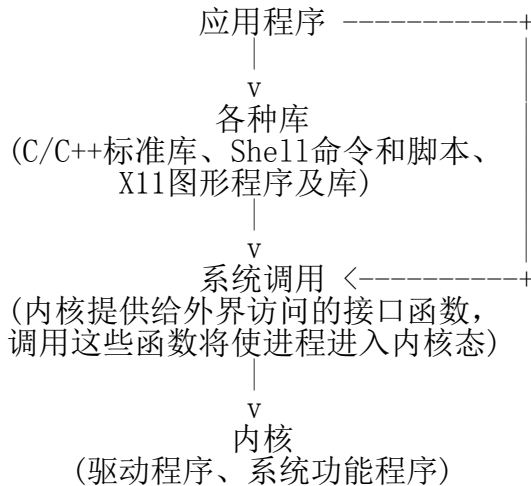 应用程序 -----------+
|                   |
v                   |
各种库               |
(C/C++标准库、Shell命令和脚本、 |
X11图形程序及库)      |
|                   |
v                   |
系统调用 <----------+
(内核提供给外界访问的接口函数，
调用这些函数将使进程进入内核态)
|
v
内核
(驱动程序、系统功能程序)